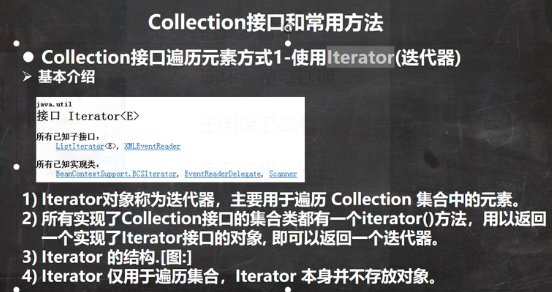 Collection接口和常用方法
● Collection接口遍历元素方式1-使用Iterator(迭代器)
➢ 基本介绍
java.util
接口 Iterator<E>
所有已知子接口:
ListIterator<E>, XMLEventReader
所有已知实现类:
BeanContextSupport.BCSIterator, EventReaderDelegate, Scanner
1) Iterator对象称为迭代器，主要用于遍历 Collection 集合中的元素。
2) 所有实现了Collection接口的集合类都有一个iterator()方法，用以返回
一个实现了Iterator接口的对象, 即可以返回一个迭代器。
3) Iterator 的结构.[图:]
4) Iterator 仅用于遍历集合，Iterator 本身并不存放对象。